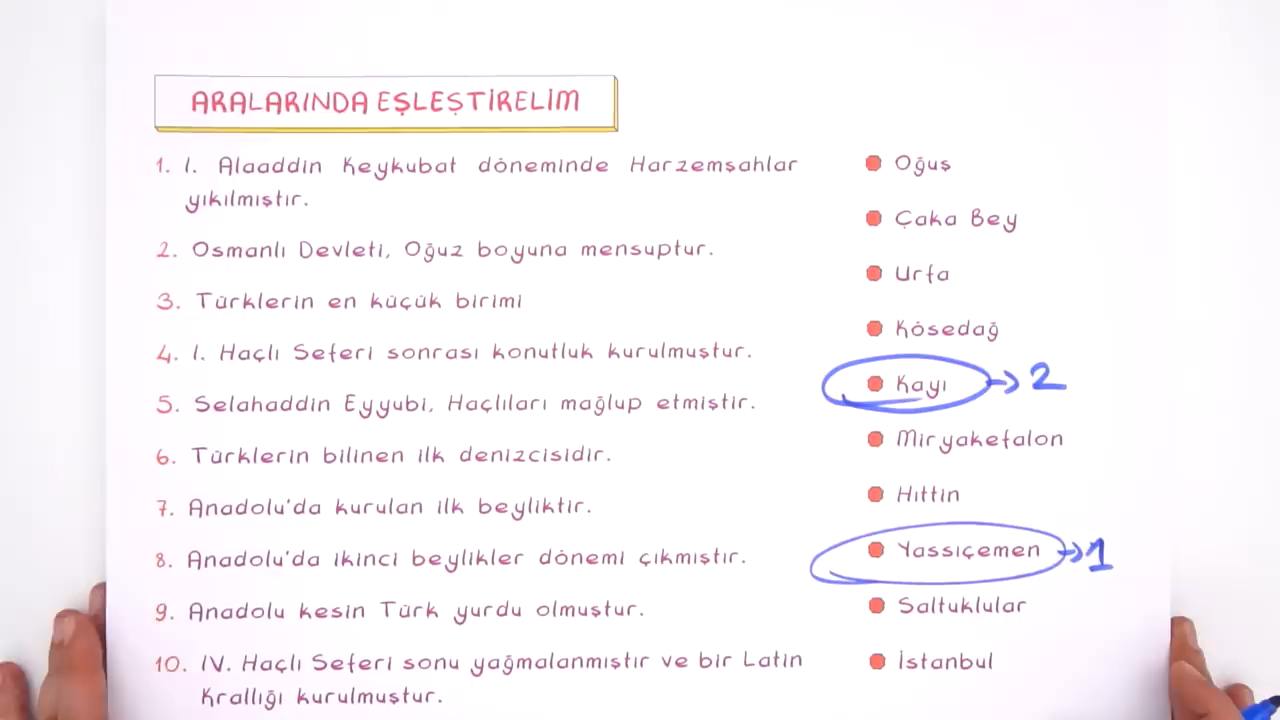 ARALARINDA EŞLEŞTİRELİM
1. I. Alaaddin Keykubat döneminde Harzemşahlar
yıkılmıştır.
2. Osmanlı Devleti, Oğuz boyuna mensuptur.
3. Türklerin en küçük birimi
4. I. Haçlı Seferi sonrası konutluk kurulmuştur.
5. Selahaddin Eyyubi, Haçlıları mağlup etmiştir.
6. Türklerin bilinen ilk denizcisidir.
7. Anadolu'da kurulan ilk beyliktir.
8. Anadolu'da ikinci beylikler dönemi çıkmıştır.
9. Anadolu kesin Türk yurdu olmuştur.
10. IV. Haçlı Seferi sonu yağmalanmıştır ve bir Latin
Krallığı kurulmuştur.
Oğuş
Çaka Bey
Urfa
Kösedağ
Kayı → 2
Miryakefalon
Hıttin
Yassıçemen → 1
Saltuklular
İstanbul